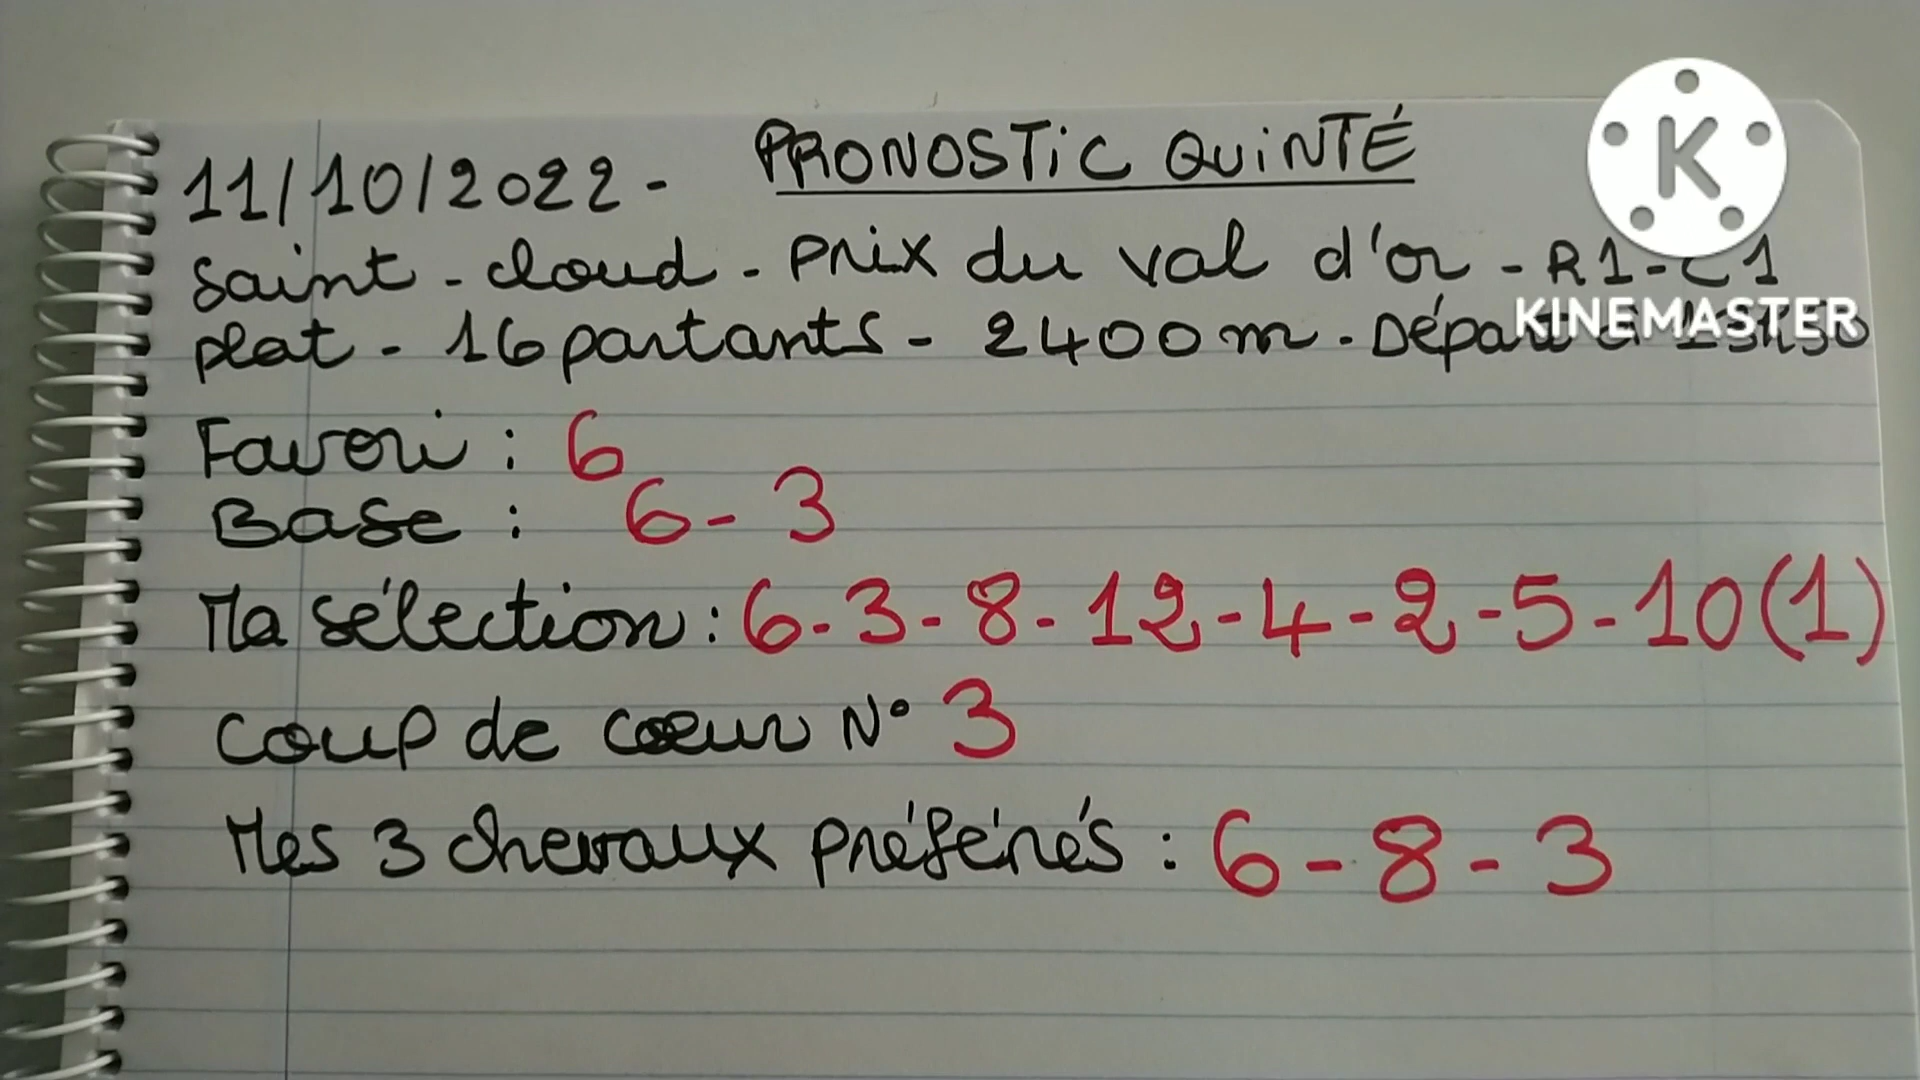 PRONOSTIC QUINTÉ
11/10/2022 -
Saint-cloud - Prix du val d'or - R1-C1
plat - 16 partants - 2400m. Départ à
Favori : 6
Base : 6 - 3
Ma sélection : 6 - 3 - 8 - 12 - 4 - 2 - 5 - 10 (1)
Coup de cœur N° 3
Mes 3 chevaux préférés : 6 - 8 - 3
K
KINEMASTER